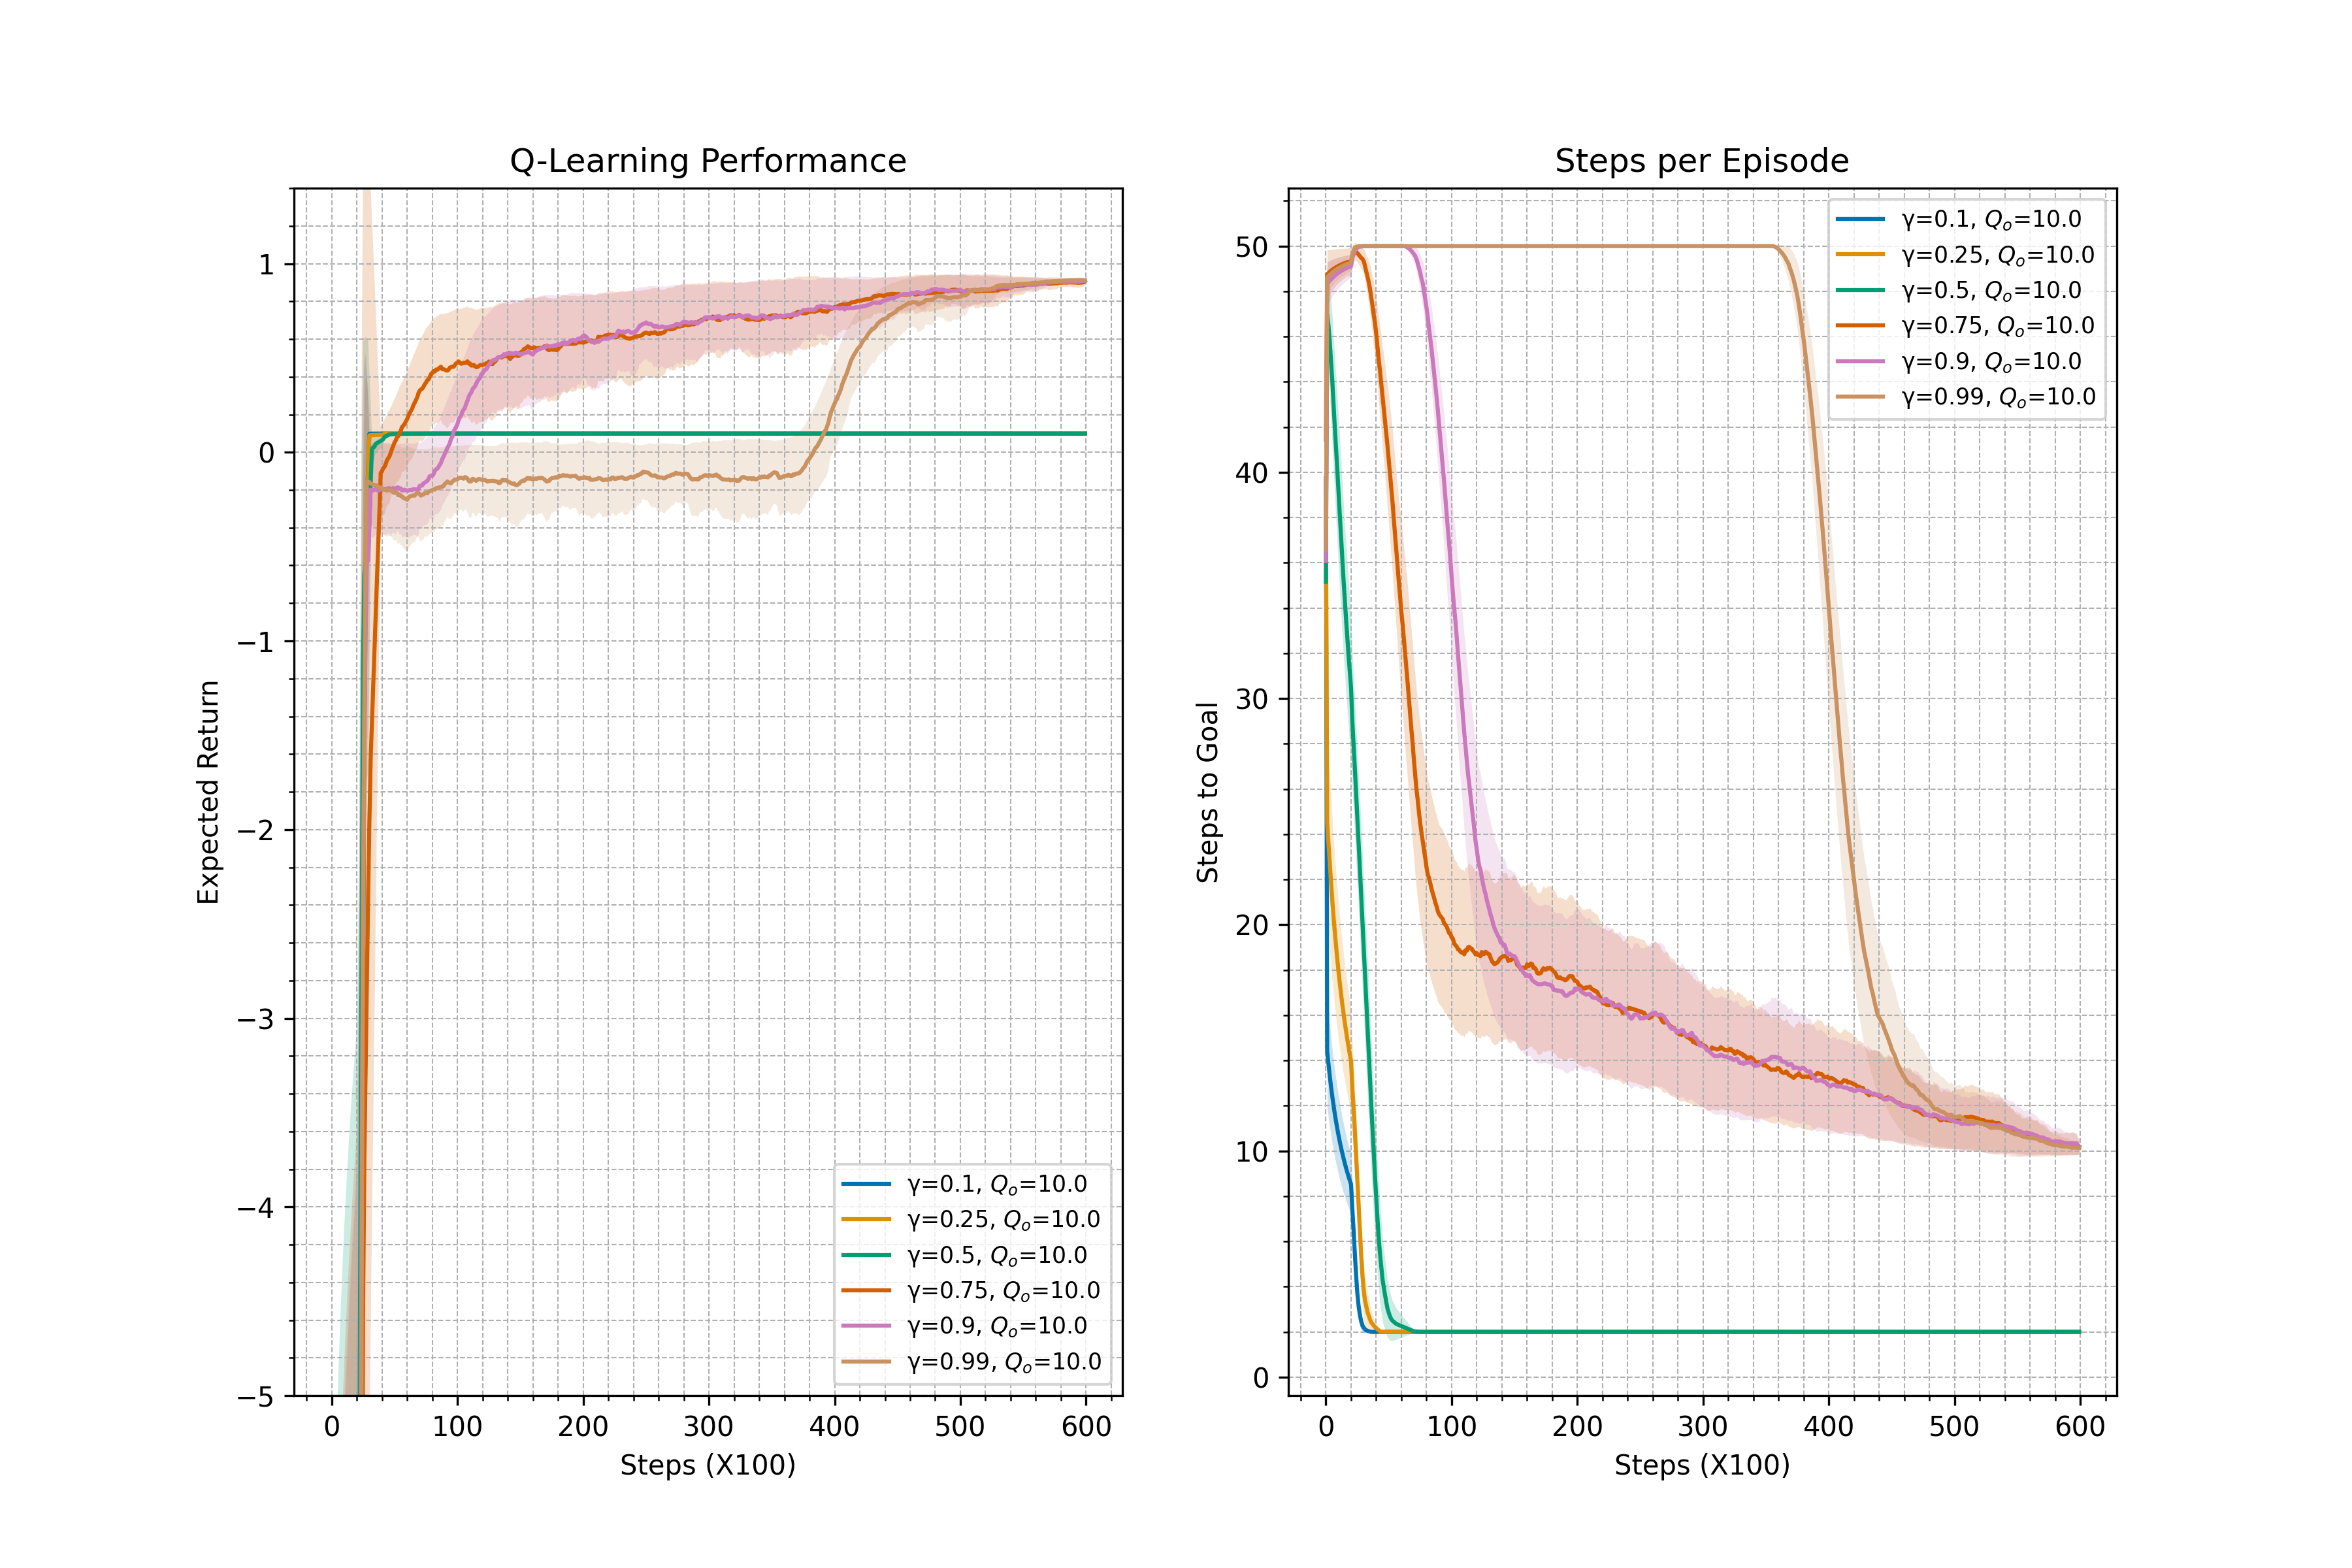 Q-Learning Performance
Expected Return
1
0
−1
−2
−3
−4
−5
0 100 200 300 400 500 600
Steps (X100)
γ=0.1, Qo=10.0
γ=0.25, Qo=10.0
γ=0.5, Qo=10.0
γ=0.75, Qo=10.0
γ=0.9, Qo=10.0
γ=0.99, Qo=10.0
Steps per Episode
Steps to Goal
50
40
30
20
10
0
0 100 200 300 400 500 600
Steps (X100)
γ=0.1, Qo=10.0
γ=0.25, Qo=10.0
γ=0.5, Qo=10.0
γ=0.75, Qo=10.0
γ=0.9, Qo=10.0
γ=0.99, Qo=10.0